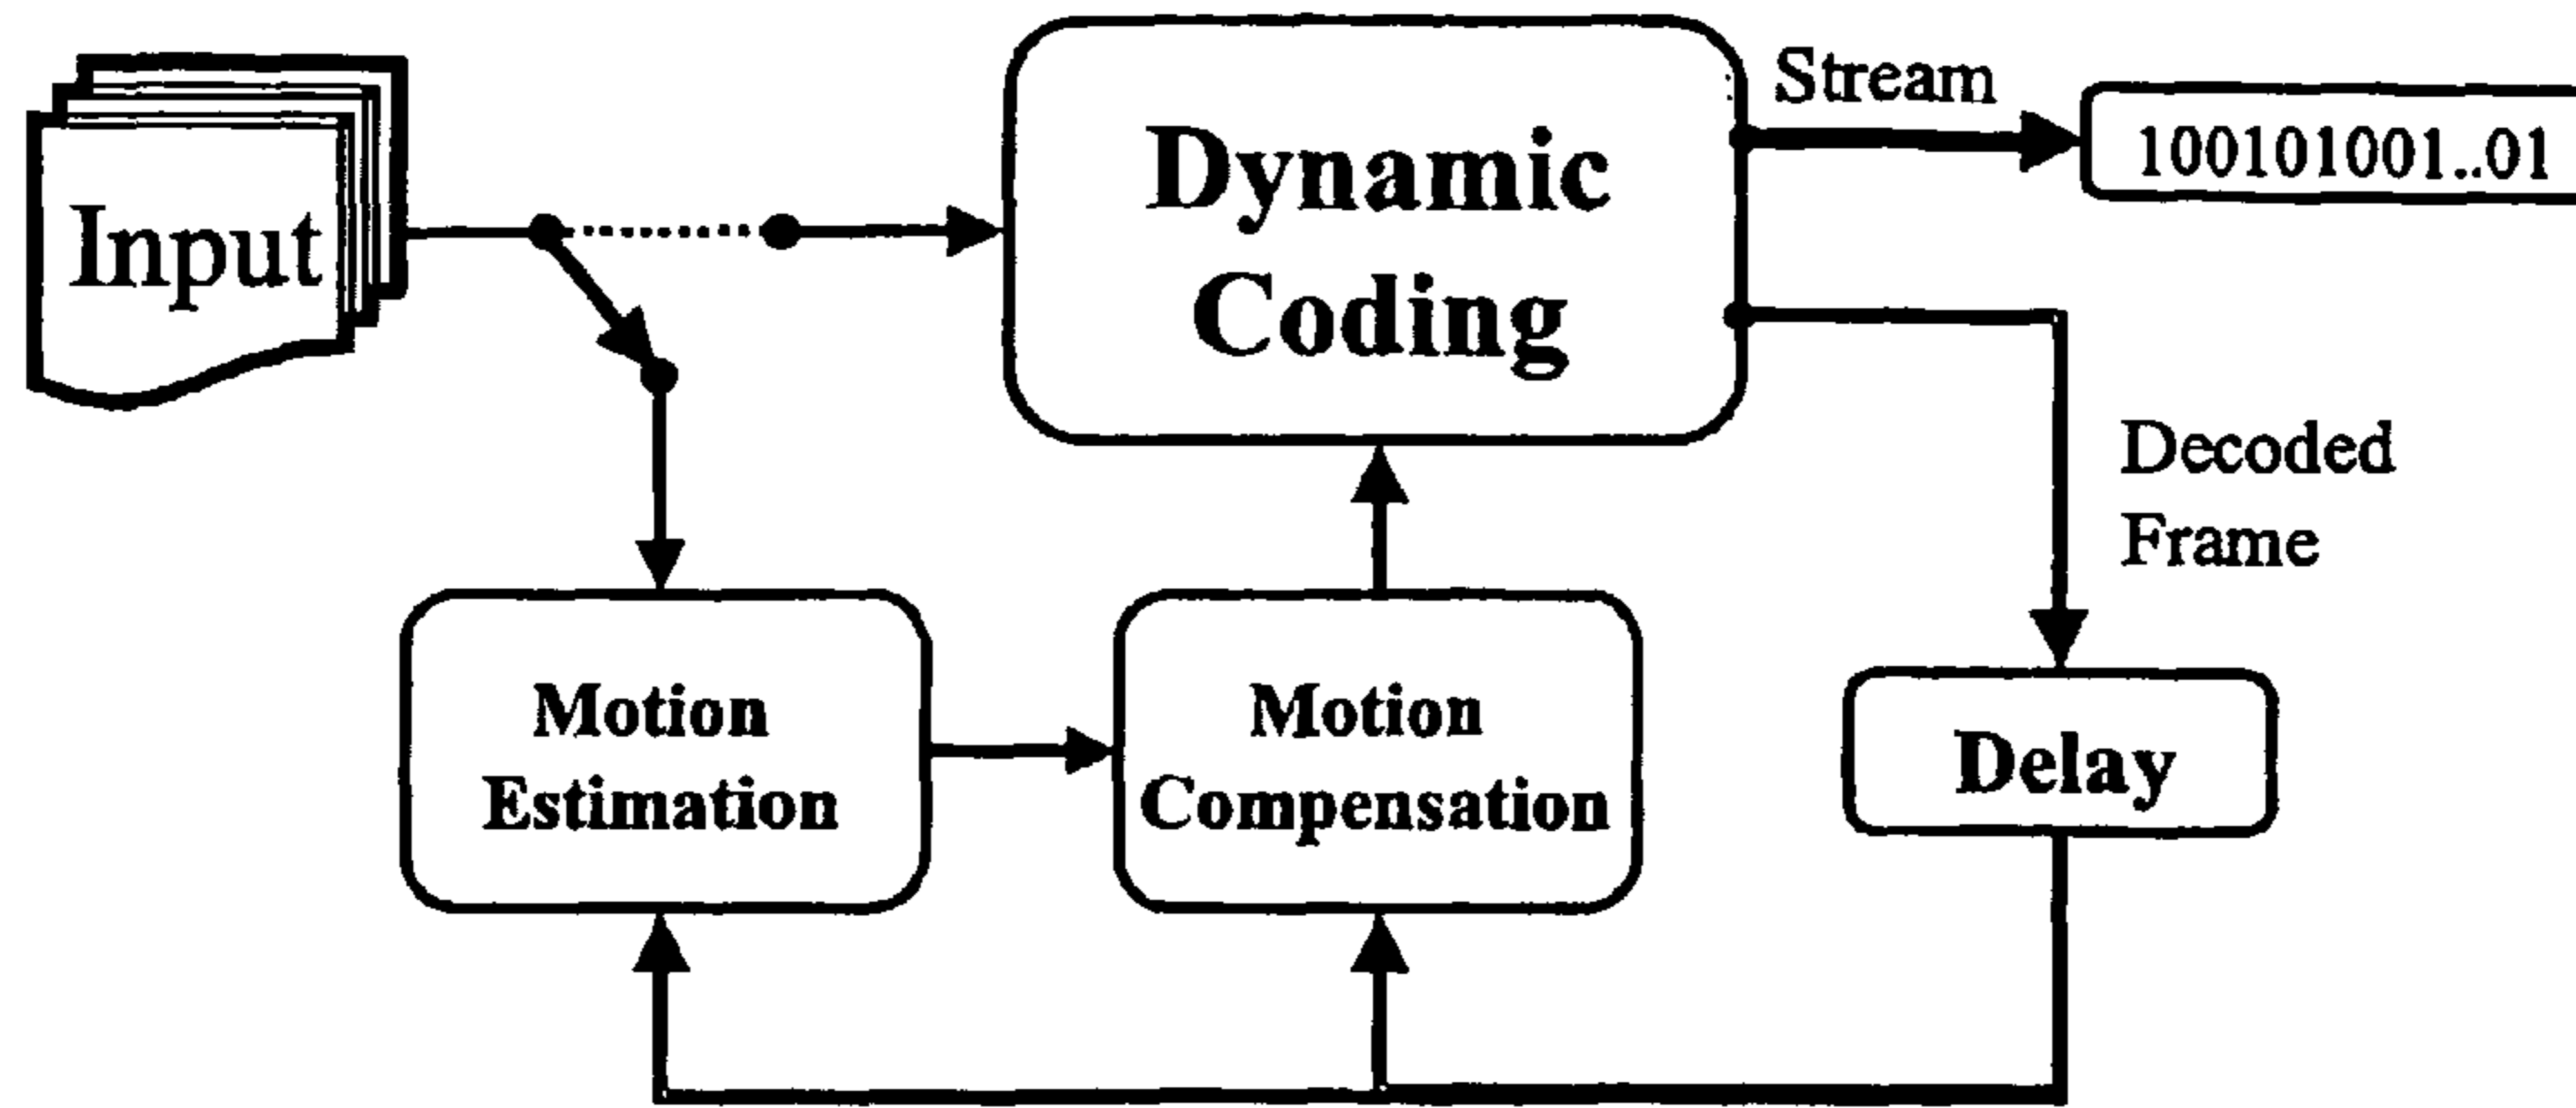 Input
Dynamic
Coding
Stream
100101001..01
Decoded
Frame
Motion
Estimation
Motion
Compensation
Delay